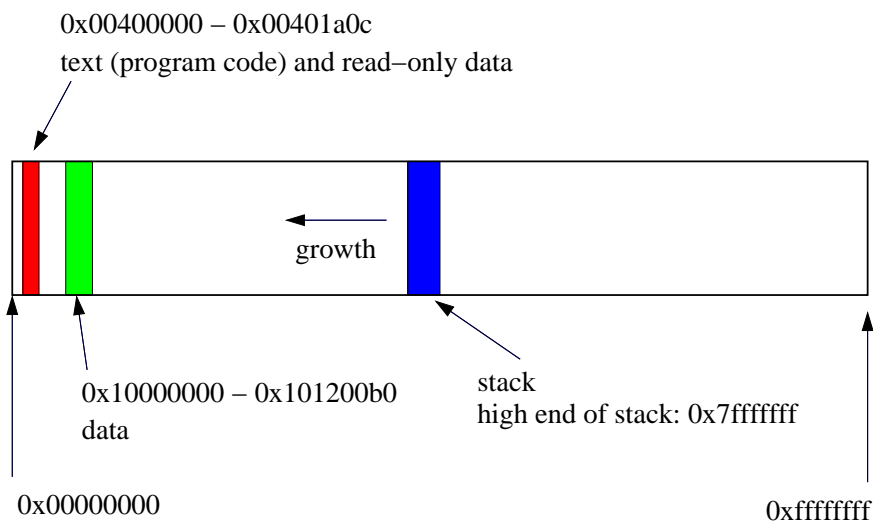 0x00400000 – 0x00401a0c
text (program code) and read–only data
growth
stack
high end of stack: 0x7fffffff
0x10000000 – 0x101200b0
data
0x00000000
0xffffffff